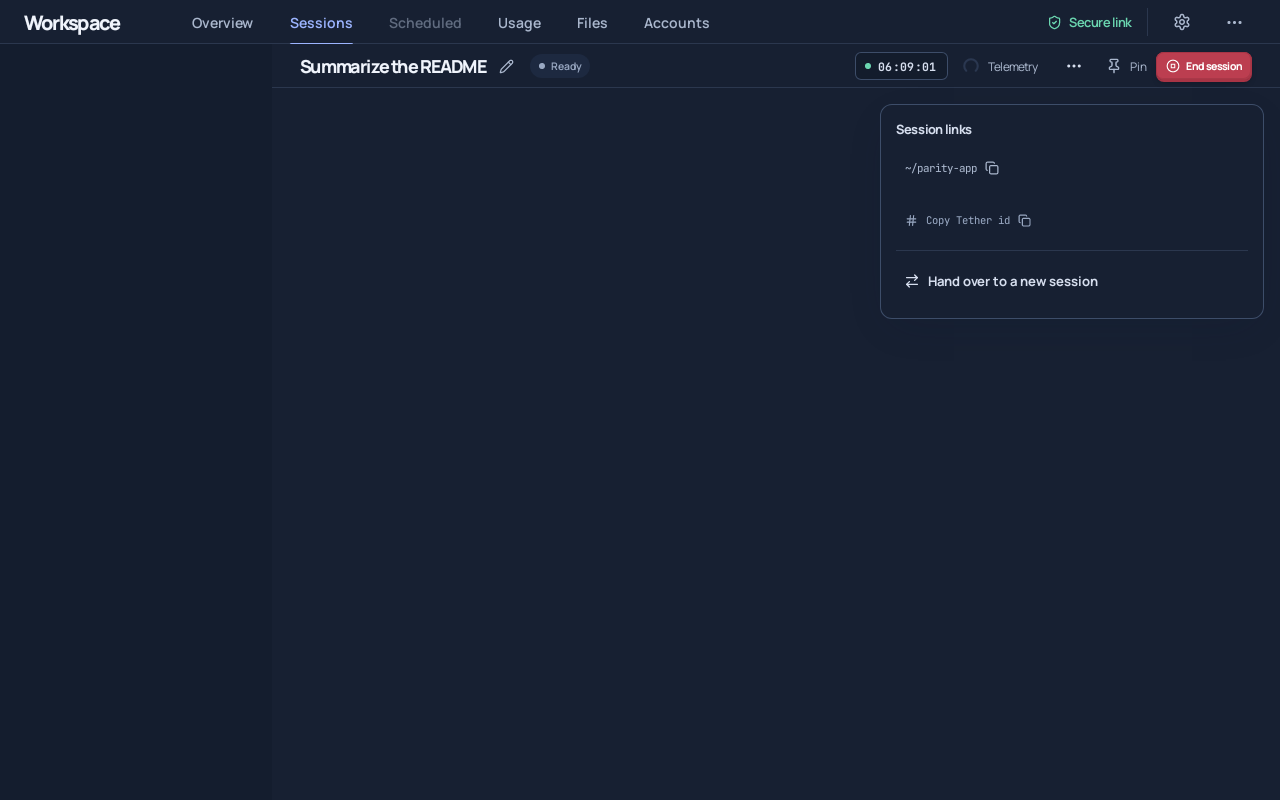 Workspace
Overview
Sessions
Scheduled
Usage
Files
Accounts
Secure link
Summarize the README
Ready
06:09:01
Telemetry
Pin
End session
Session links
~/parity-app
Copy Tether id
Hand over to a new session